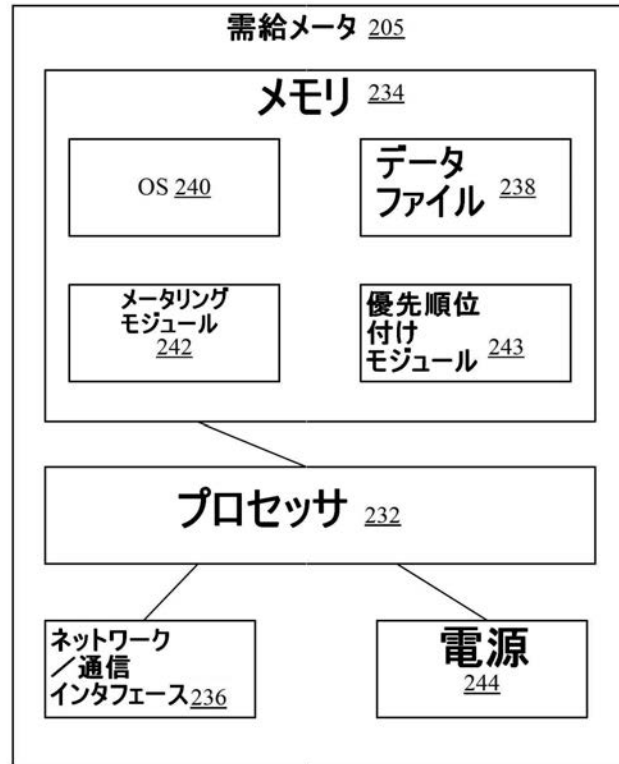 需給メータ 205
メモリ 234
OS 240
データ
ファイル 238
メータリング
モジュール
242
優先順位
付け
モジュール 243
プロセッサ 232
ネットワーク
／通信
インタフェース236
電源
244